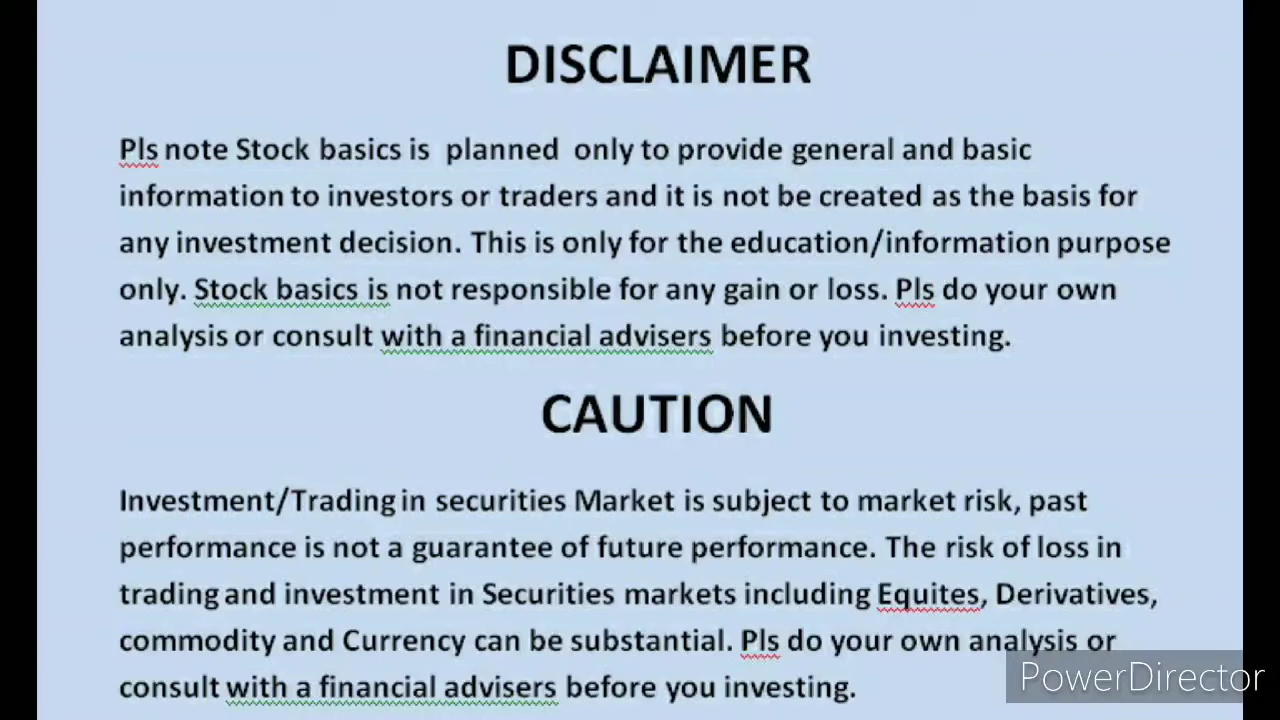 DISCLAIMER
Pls note Stock basics is planned only to provide general and basic
information to investors or traders and it is not be created as the basis for
any investment decision. This is only for the education/information purpose
only. Stock basics is not responsible for any gain or loss. Pls do your own
analysis or consult with a financial advisers before you investing.
CAUTION
Investment/Trading in securities Market is subject to market risk, past
performance is not a guarantee of future performance. The risk of loss in
trading and investment in Securities markets including Equites, Derivatives,
commodity and Currency can be substantial. Pls do your own analysis or
consult with a financial advisers before you investing.
PowerDirector